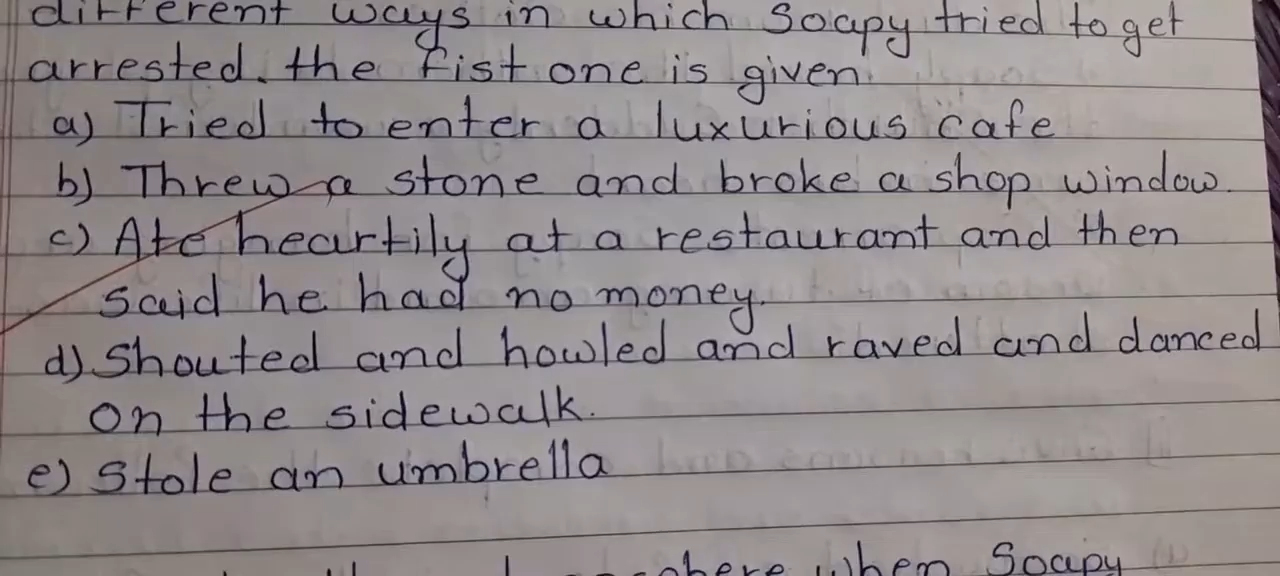 different ways in which Soapy tried to get
arrested. the fist one is given.
a) Tried to enter a luxurious cafe
b) Threw a stone and broke a shop window.
c) Ate heartily at a restaurant and then
said he had no money.
d) Shouted and howled and raved and danced
on the sidewalk.
e) Stole an umbrella
when Soapy